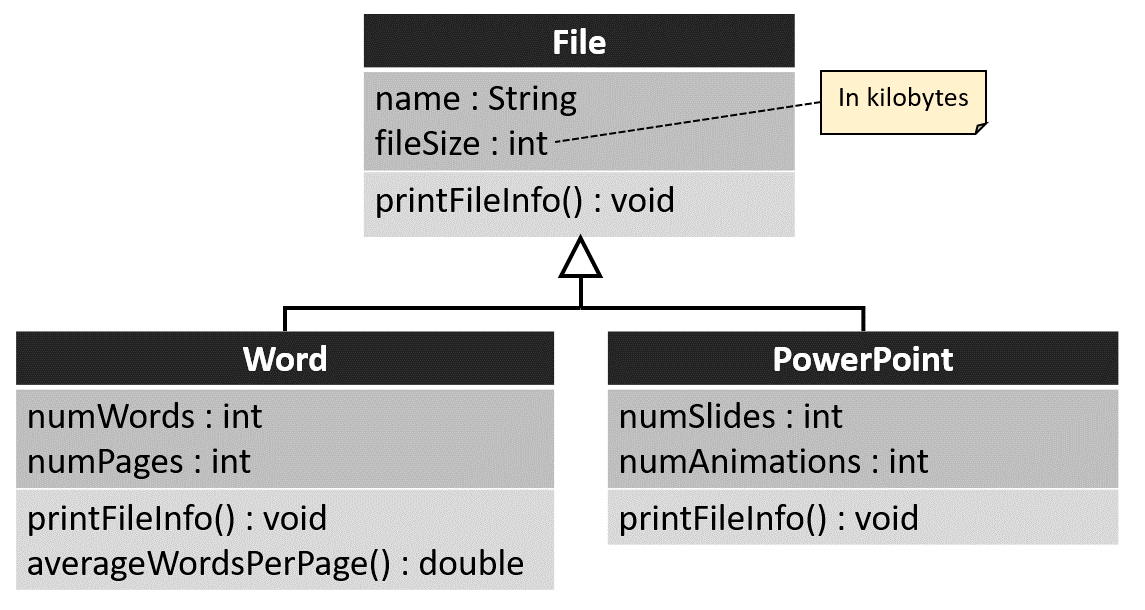 File
name : String
fileSize : int
In kilobytes
printFileInfo() : void
Word
numWords : int
numPages : int
printFileInfo() : void
averageWordsPerPage() : double
PowerPoint
numSlides : int
numAnimations : int
printFileInfo() : void